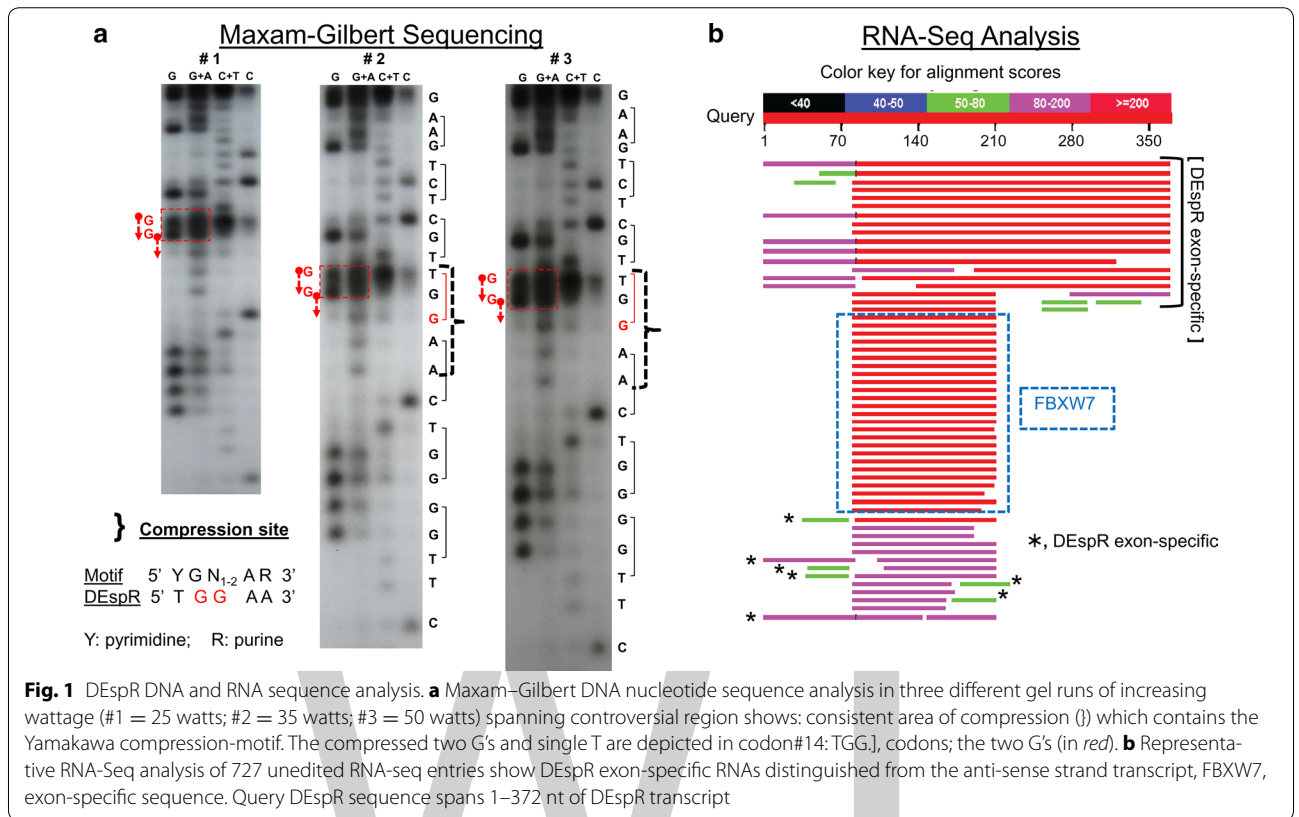 a
Maxam-Gilbert Sequencing
# 1
# 2
# 3
G G+A C+T C
G G+A C+T C
G G+A C+T C
G
G
G
G
G
G
G
A
A
G
T
C
T
C
G
T
T
G
G
A
A
C
T
G
G
G
G
T
T
C
G
A
A
G
T
C
T
C
G
T
T
G
G
A
A
C
T
G
G
G
G
T
T
C
} Compression site
Motif 5’ Y G N1-2 A R 3’
DEspR 5’ T G G A A 3’
Y: pyrimidine; R: purine
b
RNA-Seq Analysis
Color key for alignment scores
<40 40-50 50-80 80-200 >=200
Query
1 70 140 210 280 350
[ DEspR exon-specific ]
FBXW7
*
*, DEspR exon-specific
*
*
*
*
*
*
Fig. 1 DEspR DNA and RNA sequence analysis. a Maxam–Gilbert DNA nucleotide sequence analysis in three different gel runs of increasing
wattage (#1 = 25 watts; #2 = 35 watts; #3 = 50 watts) spanning controversial region shows: consistent area of compression (}) which contains the
Yamakawa compression-motif. The compressed two G’s and single T are depicted in codon#14: TGG.], codons; the two G’s (in red). b Representa-
tive RNA-Seq analysis of 727 unedited RNA-seq entries show DEspR exon-specific RNAs distinguished from the anti-sense strand transcript, FBXW7,
exon-specific sequence. Query DEspR sequence spans 1–372 nt of DEspR transcript